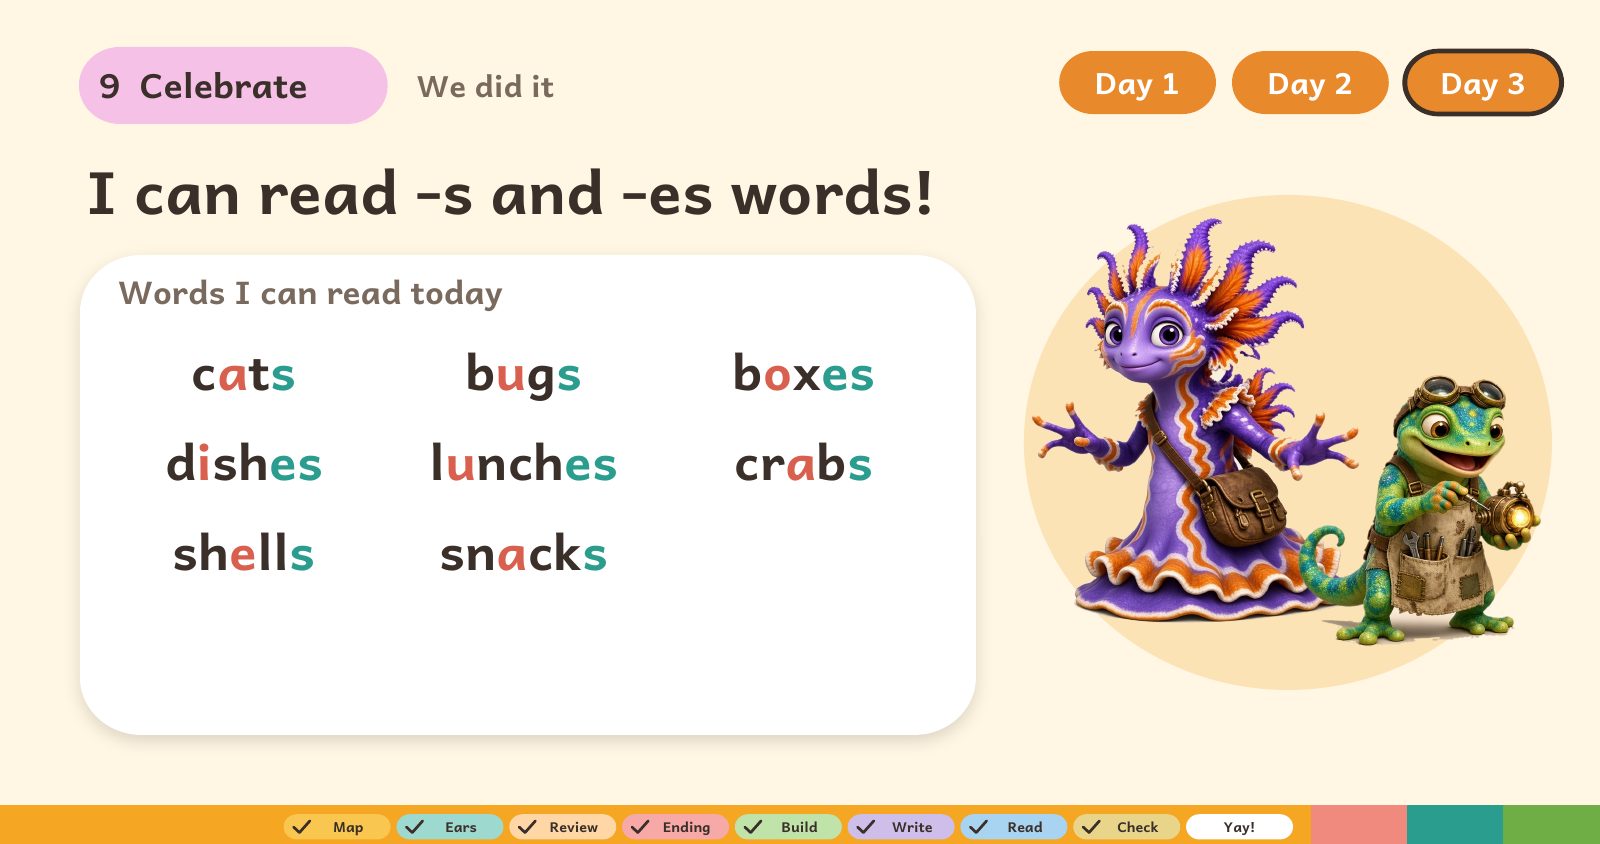 9 Celebrate
We did it
Day 1 Day 2 Day 3
I can read –s and –es words!
Words I can read today
cats bugs boxes
dishes lunches crabs
shells snacks
Map Ears Review Ending Build Write Read Check Yay!